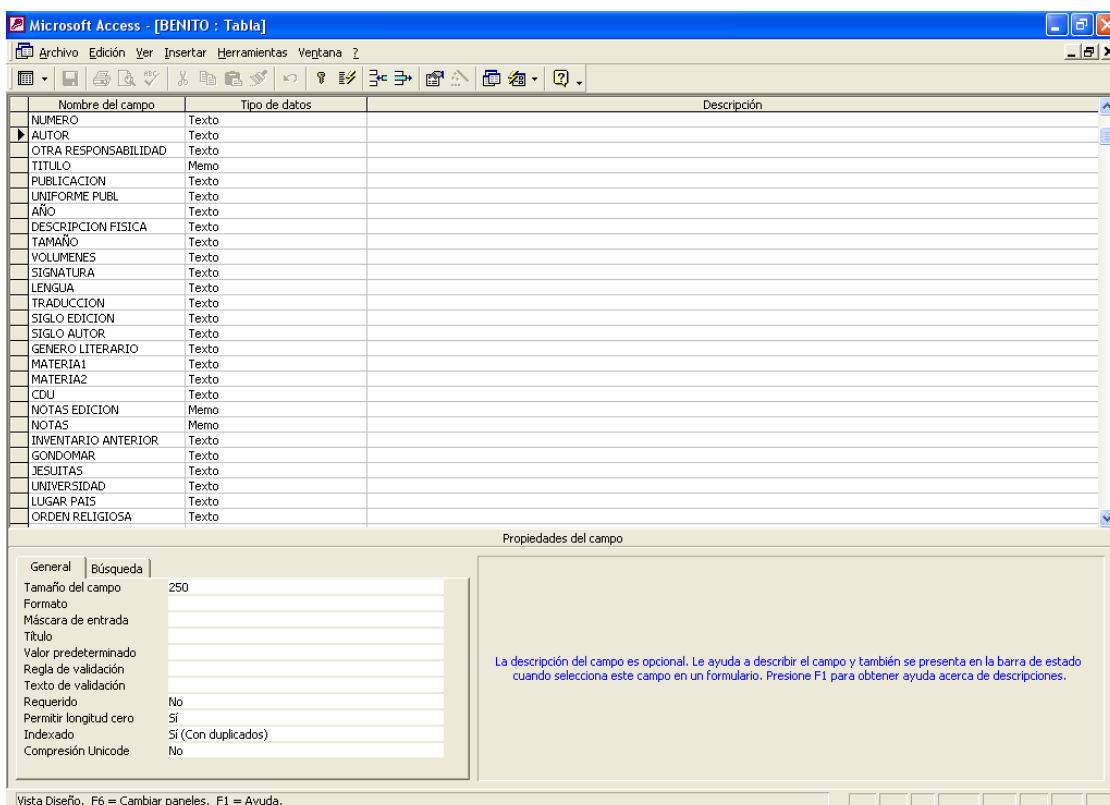 Microsoft Access - [BENITO : Tabla]
Archivo Edición Ver Insertar Herramientas Ventana ?
Nombre del campo Tipo de datos Descripción
NUMERO Texto
AUTOR Texto
OTRA RESPONSABILIDAD Texto
TITULO Memo
PUBLICACION Texto
UNIFORME PUBL Texto
AÑO Texto
DESCRIPCION FISICA Texto
TAMAÑO Texto
VOLUMENES Texto
SIGNATURA Texto
LENGUA Texto
TRADUCCION Texto
SIGLO EDICION Texto
SIGLO AUTOR Texto
GENERO LITERARIO Texto
MATERIA1 Texto
MATERIA2 Texto
CDU Texto
NOTAS EDICION Memo
NOTAS Memo
INVENTARIO ANTERIOR Texto
GONDOMAR Texto
JESUITAS Texto
UNIVERSIDAD Texto
LUGAR PAIS Texto
ORDEN RELIGIOSA Texto
Propiedades del campo
General Búsqueda
Tamaño del campo 250
Formato
Máscara de entrada
Título
Valor predeterminado
Regla de validación
Texto de validación
Requerido No
Permitir longitud cero Sí
Indexado Sí (Con duplicados)
Compresión Unicode No
La descripción del campo es opcional. Le ayuda a describir el campo y también se presenta en la barra de estado
cuando selecciona este campo en un formulario. Presione F1 para obtener ayuda acerca de descripciones.
Vista Diseño. F6 = Cambiar paneles. F1 = Ayuda.